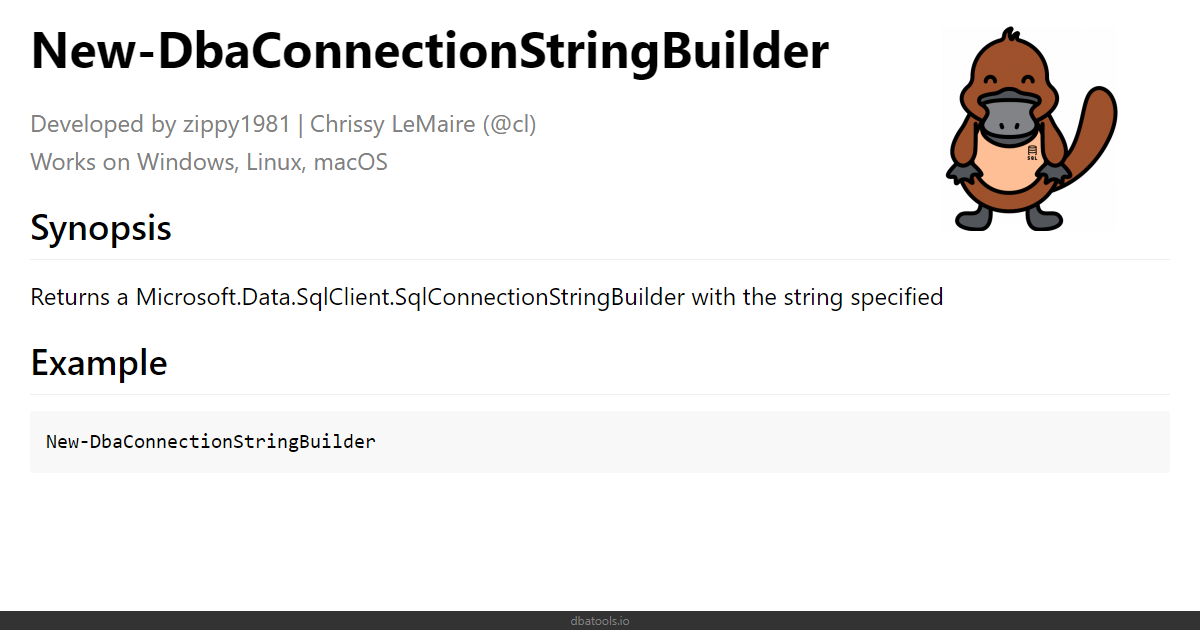 New-DbaConnectionStringBuilder
Developed by zippy1981 | Chrissy LeMaire (@cl)
Works on Windows, Linux, macOS
SQL
Synopsis
Returns a Microsoft.Data.SqlClient.SqlConnectionStringBuilder with the string specified
Example
New-DbaConnectionStringBuilder
dbatools.io